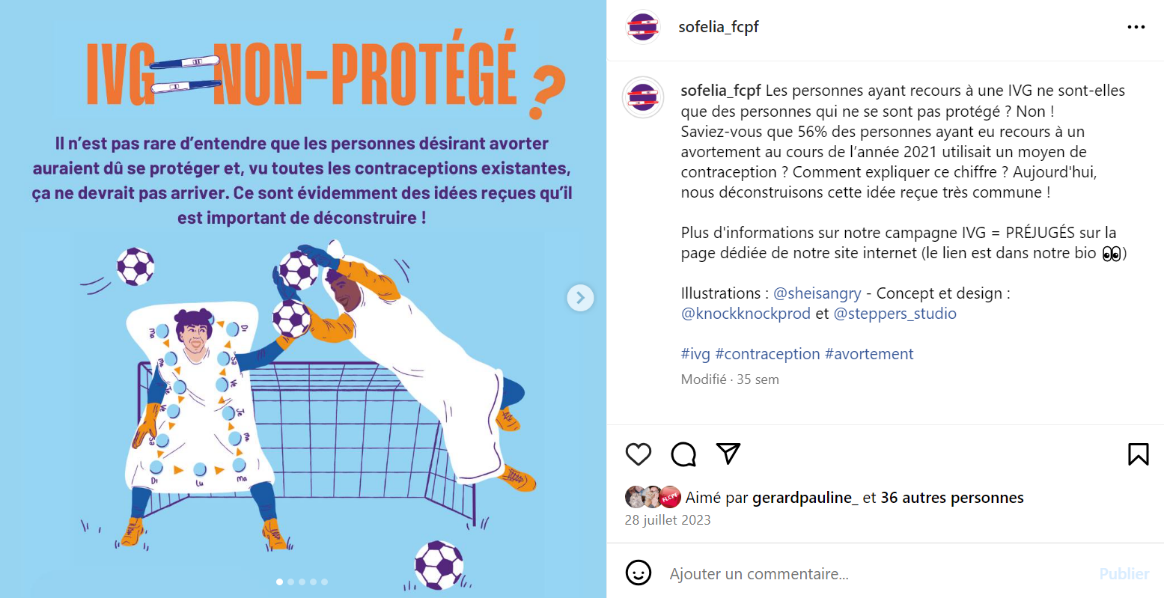 IVG = NON-PROTÉGÉ ?
Il n'est pas rare d'entendre que les personnes désirant avorter
auraient dû se protéger et, vu toutes les contraceptions existantes,
ça ne devrait pas arriver. Ce sont évidemment des idées reçues qu'il
est important de déconstruire !
Di
Lu
Ma
sofelia_fcpf
sofelia_fcpf Les personnes ayant recours à une IVG ne sont-elles
que des personnes qui ne se sont pas protégé ? Non !
Saviez-vous que 56% des personnes ayant eu recours à un
avortement au cours de l'année 2021 utilisait un moyen de
contraception ? Comment expliquer ce chiffre ? Aujourd'hui,
nous déconstruisons cette idée reçue très commune !
Plus d'informations sur notre campagne IVG = PRÉJUGÉS sur la
page dédiée de notre site internet (le lien est dans notre bio 👀)
Illustrations : @sheisangry - Concept et design :
@knockknockprod et @steppers_studio
#ivg #contraception #avortement
Modifié · 35 sem
Aimé par gerardpauline_ et 36 autres personnes
28 juillet 2023
Ajouter un commentaire...
Publier